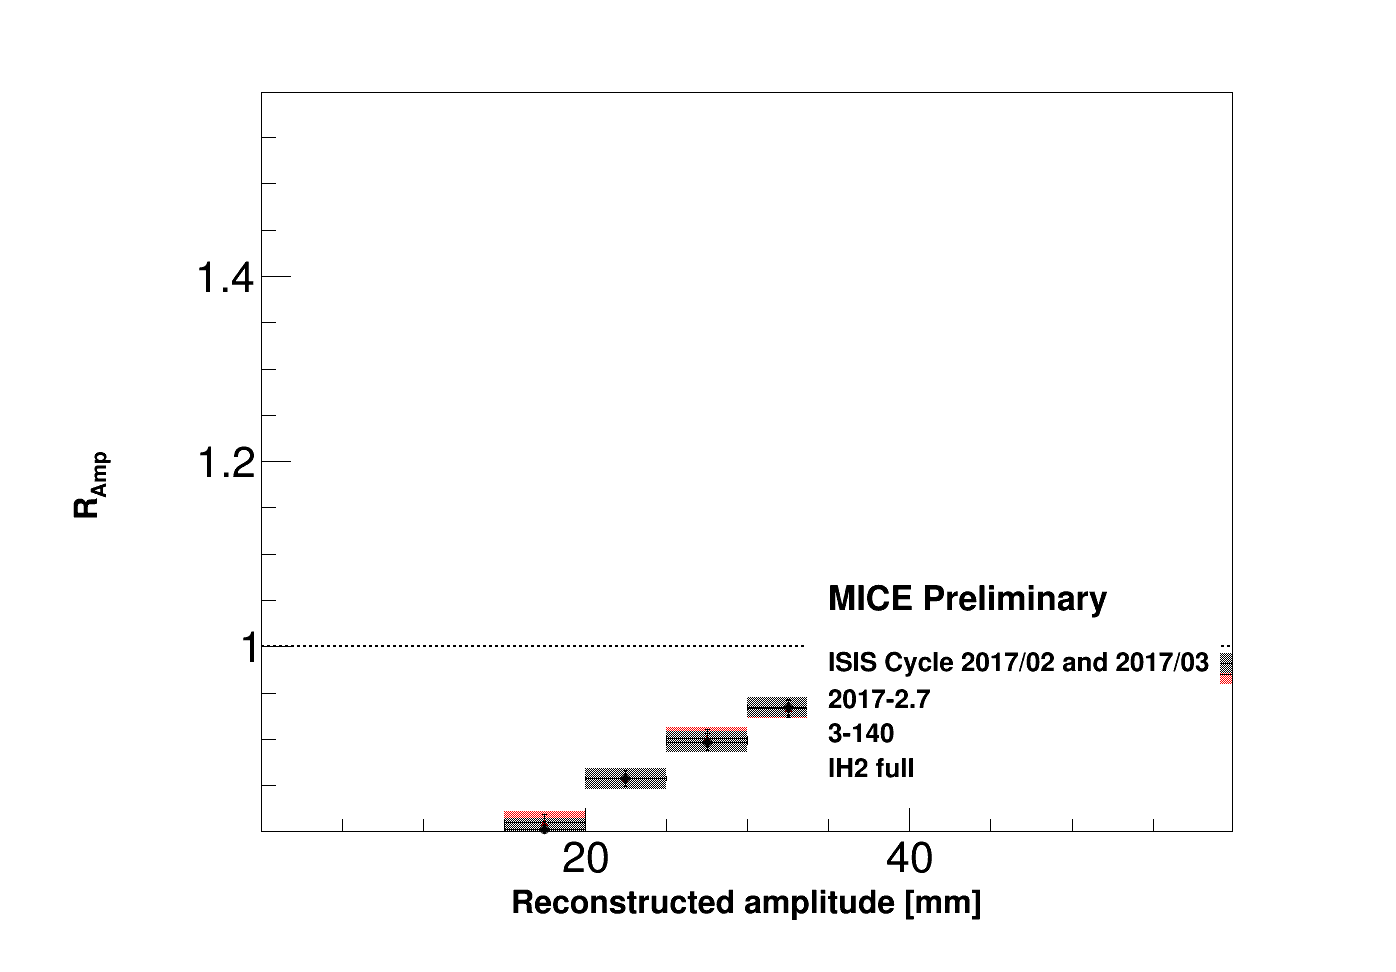 1.4
1.2
1
R_Amp
MICE Preliminary
ISIS Cycle 2017/02 and 2017/03
2017-2.7
3-140
IH2 full
20 40
Reconstructed amplitude [mm]